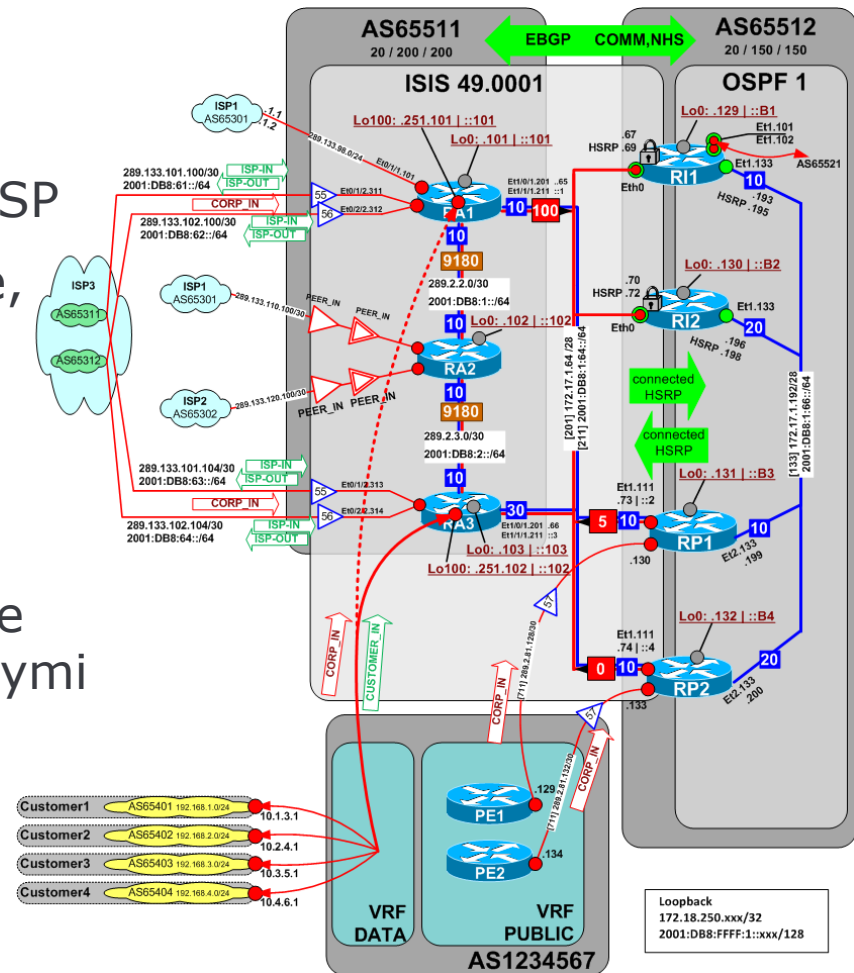 SP
e,
e
ymi
AS65511
20 / 200 / 200
EBGP COMM,NHS
AS65512
20 / 150 / 150
ISIS 49.0001
OSPF 1
ISP1
AS65301
.1.1
.1.2
289.133.98.0/24
Et0/1/1.101
Lo100: .251.101 | ::101
Lo0: .101 | ::101
289.133.101.100/30
2001:DB8:61::/64
ISP-IN
ISP-OUT
CORP_IN
55
Et0/1/2.311
289.133.102.100/30
2001:DB8:62::/64
ISP-IN
ISP-OUT
56
Et0/2/2.312
RA1
Et1/0/1.201 ..65
Et1/1/1.211 ::1
10
100
10
9180
289.2.2.0/30
2001:DB8:1::/64
10
ISP3
AS65311
AS65312
ISP1
AS65301
289.133.110.100/30
PEER_IN
PEER_IN
Lo0: .102 | ::102
RA2
ISP2
AS65302
289.133.120.100/30
PEER_IN
PEER_IN
10
9180
289.2.3.0/30
2001:DB8:2::/64
10
289.133.101.104/30
2001:DB8:63::/64
ISP-IN
ISP-OUT
CORP_IN
55
Et0/1/2.313
289.133.102.104/30
2001:DB8:64::/64
ISP-IN
ISP-OUT
56
Et0/2/2.314
RA3
30
Et1/0/1.201 .66
Et1/1/1.211 ::3
Lo0: .103 | ::103
Lo100: .251.102 | ::102
[201] 172.17.1.64 /28
[211] 2001:DB8:1:64::/64
Lo0: .129 | ::B1
Et1.101
Et1.102
AS65521
.67
HSRP .69
Eth0
RI1
Et1.133
10
.193
HSRP .195
Lo0: .130 | ::B2
.70
HSRP .72
Eth0
RI2
Et1.133
20
.196
HSRP .198
connected
HSRP
connected
HSRP
[133] 172.17.1.192/28
2001:DB8:1:66::/64
Lo0: .131 | ::B3
Et1.111
.73 | ::2
5
10
RP1
.130
10
Et2.133
.199
Lo0: .132 | ::B4
Et1.111
.74 | ::4
0
10
RP2
.133
20
Et2.133
.200
CORP_IN
CUSTOMER_IN
CORP_IN
[711] 289.2.81.128/30
57
[711] 289.2.81.132/30
57
CORP_IN
PE1
.129
PE2
.134
VRF
DATA
VRF
PUBLIC
AS1234567
Customer1
AS65401 192.168.1.0/24
10.1.3.1
Customer2
AS65402 192.168.2.0/24
10.2.4.1
Customer3
AS65403 192.168.3.0/24
10.3.5.1
Customer4
AS65404 192.168.4.0/24
10.4.6.1
Loopback
172.18.250.xxx/32
2001:DB8:FFFF:1::xxx/128